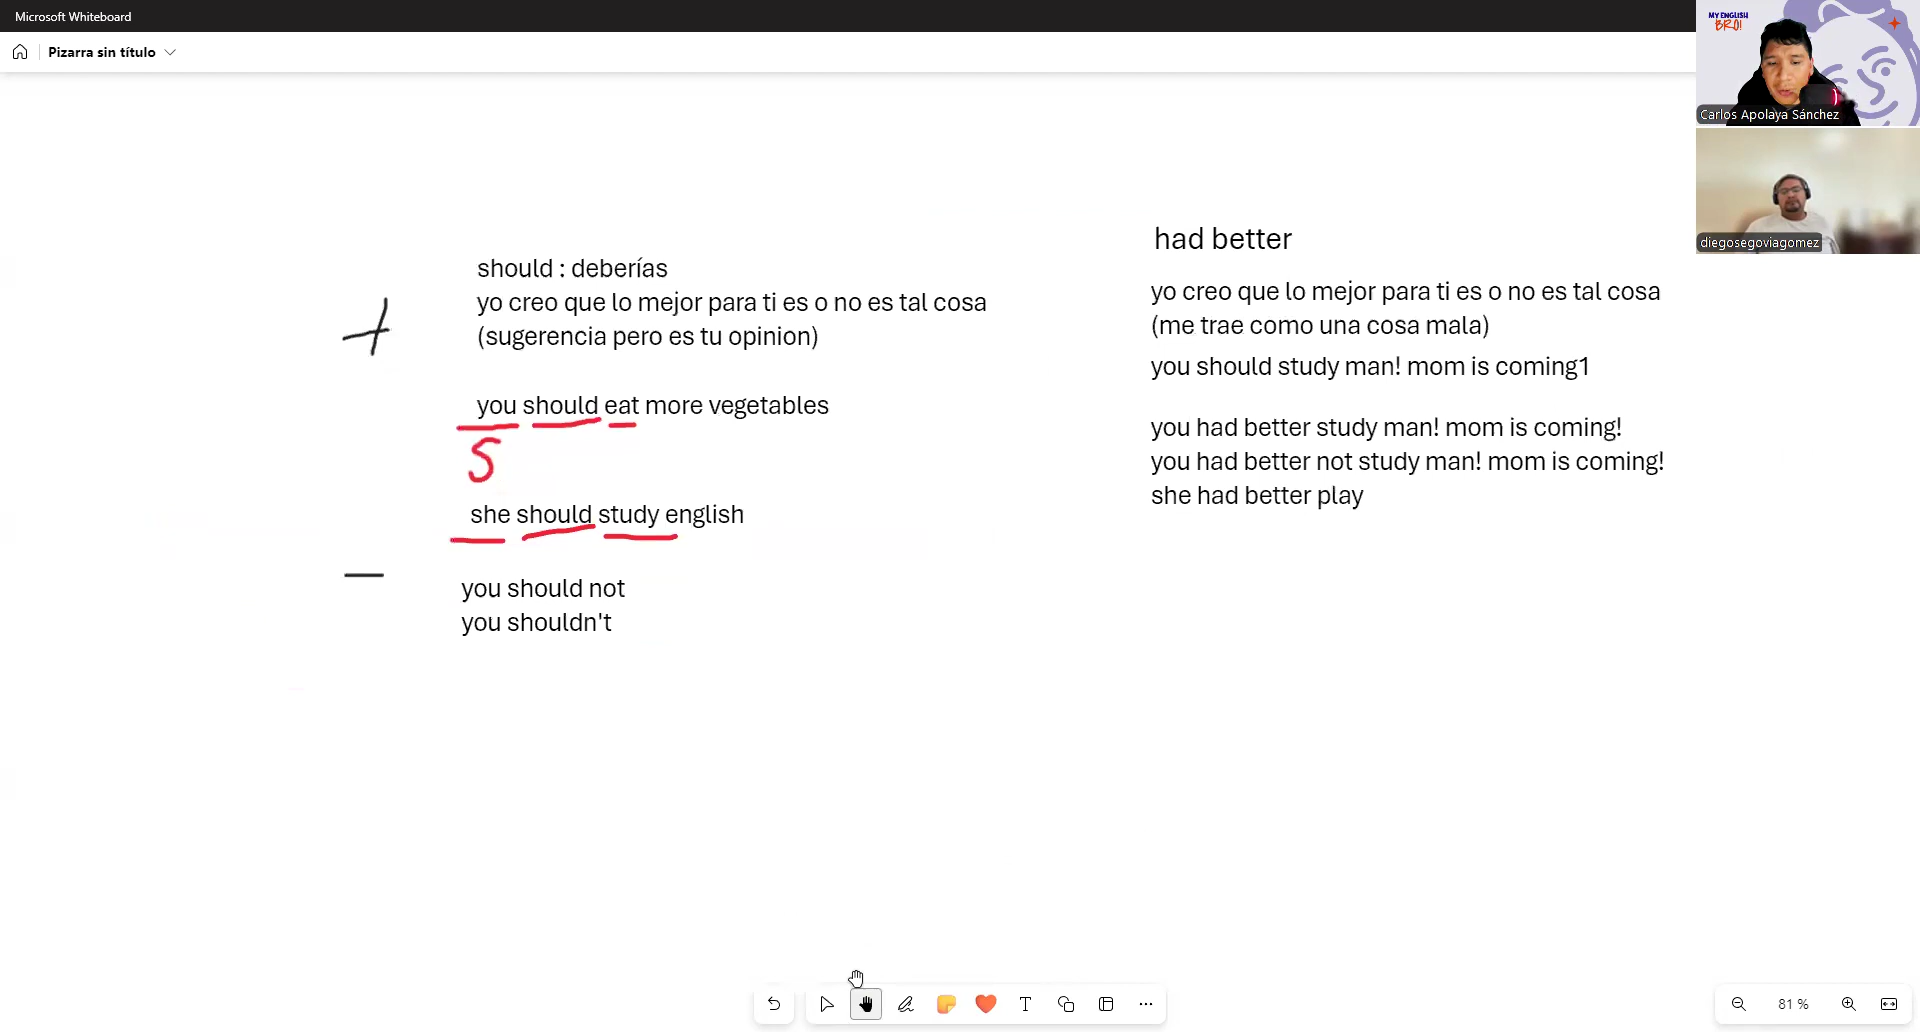 Microsoft Whiteboard
Pizarra sin título
MY ENGLISH
BRO!
Carlos Apolaya Sánchez
diegosegoviagomez
+
should : deberías
yo creo que lo mejor para ti es o no es tal cosa
(sugerencia pero es tu opinion)
you should eat more vegetables
S
she should study english
—
you should not
you shouldn't
had better
yo creo que lo mejor para ti es o no es tal cosa
(me trae como una cosa mala)
you should study man! mom is coming1
you had better study man! mom is coming!
you had better not study man! mom is coming!
she had better play
81 %